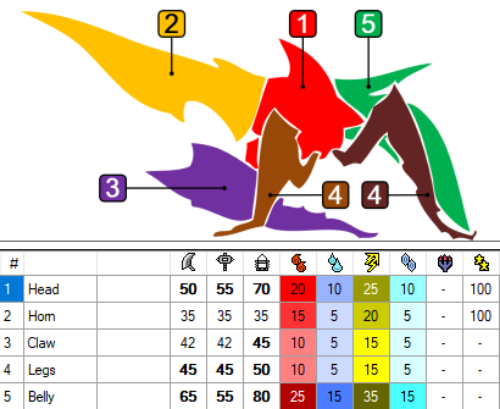 2
1
5
3
4
4
#
1 Head 50 55 70 20 10 25 10 - 100
2 Horn 35 35 35 15 5 20 5 - 100
3 Claw 42 42 45 10 5 15 5 - -
4 Legs 45 45 50 10 5 15 5 - -
5 Belly 65 55 80 25 15 35 15 - -